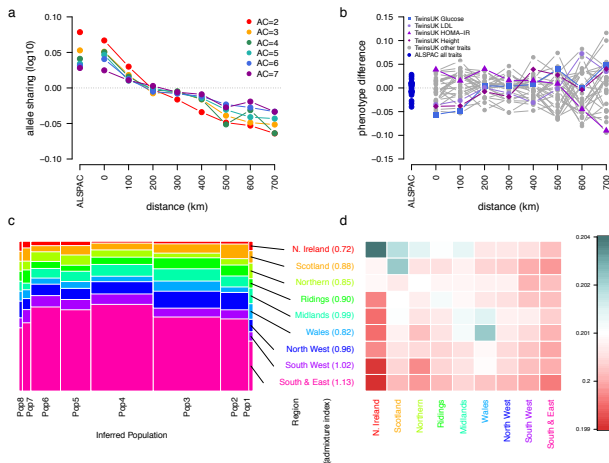 a
allele sharing (log10)
0.10
0.05
0.00
−0.05
−0.10
AC=2
AC=3
AC=4
AC=5
AC=6
AC=7
ALSPAC
0
100
200
300
400
500
600
700
distance (km)
b
phenotype difference
0.15
0.10
0.05
0.00
−0.05
−0.10
−0.15
TwinsUK Glucose
TwinsUK LDL
TwinsUK HOMA−IR
TwinsUK Height
TwinsUK other traits
ALSPAC all traits
ALSPAC
0
100
200
300
400
500
600
700
distance (km)
c
N. Ireland (0.72)
Scotland (0.88)
Northern (0.85)
Ridings (0.90)
Midlands (0.99)
Wales (0.82)
North West (0.96)
South West (1.02)
South & East (1.13)
Pop8
Pop7
Pop6
Pop5
Pop4
Pop3
Pop2
Pop1
Inferred Population
Region
(admixture index)
d
N. Ireland
Scotland
Northern
Ridings
Midlands
Wales
North West
South West
South & East
0.204
0.202
0.201
0.2
0.199